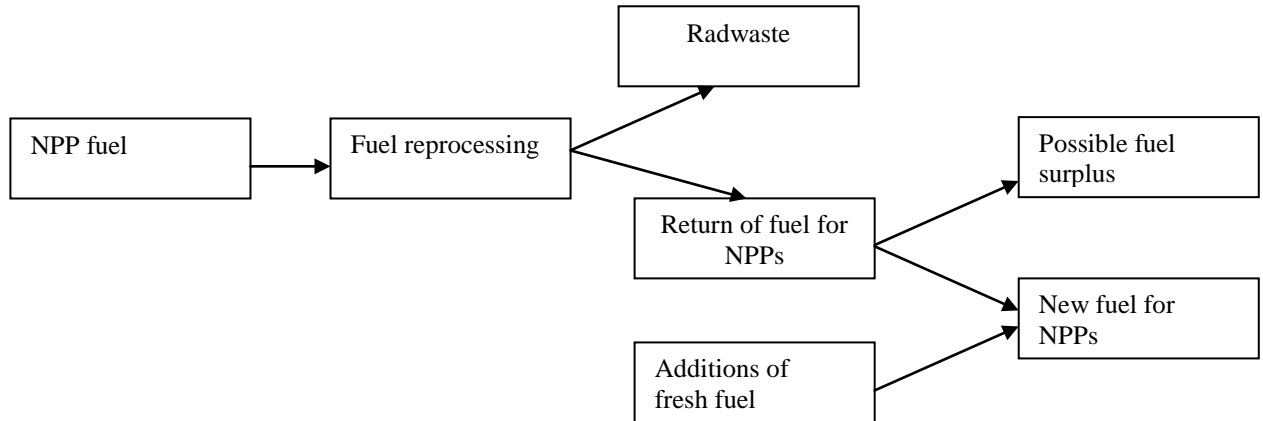 Radwaste
NPP fuel
Fuel reprocessing
Possible fuel
surplus
Return of fuel for
NPPs
New fuel for
NPPs
Additions of
fresh fuel